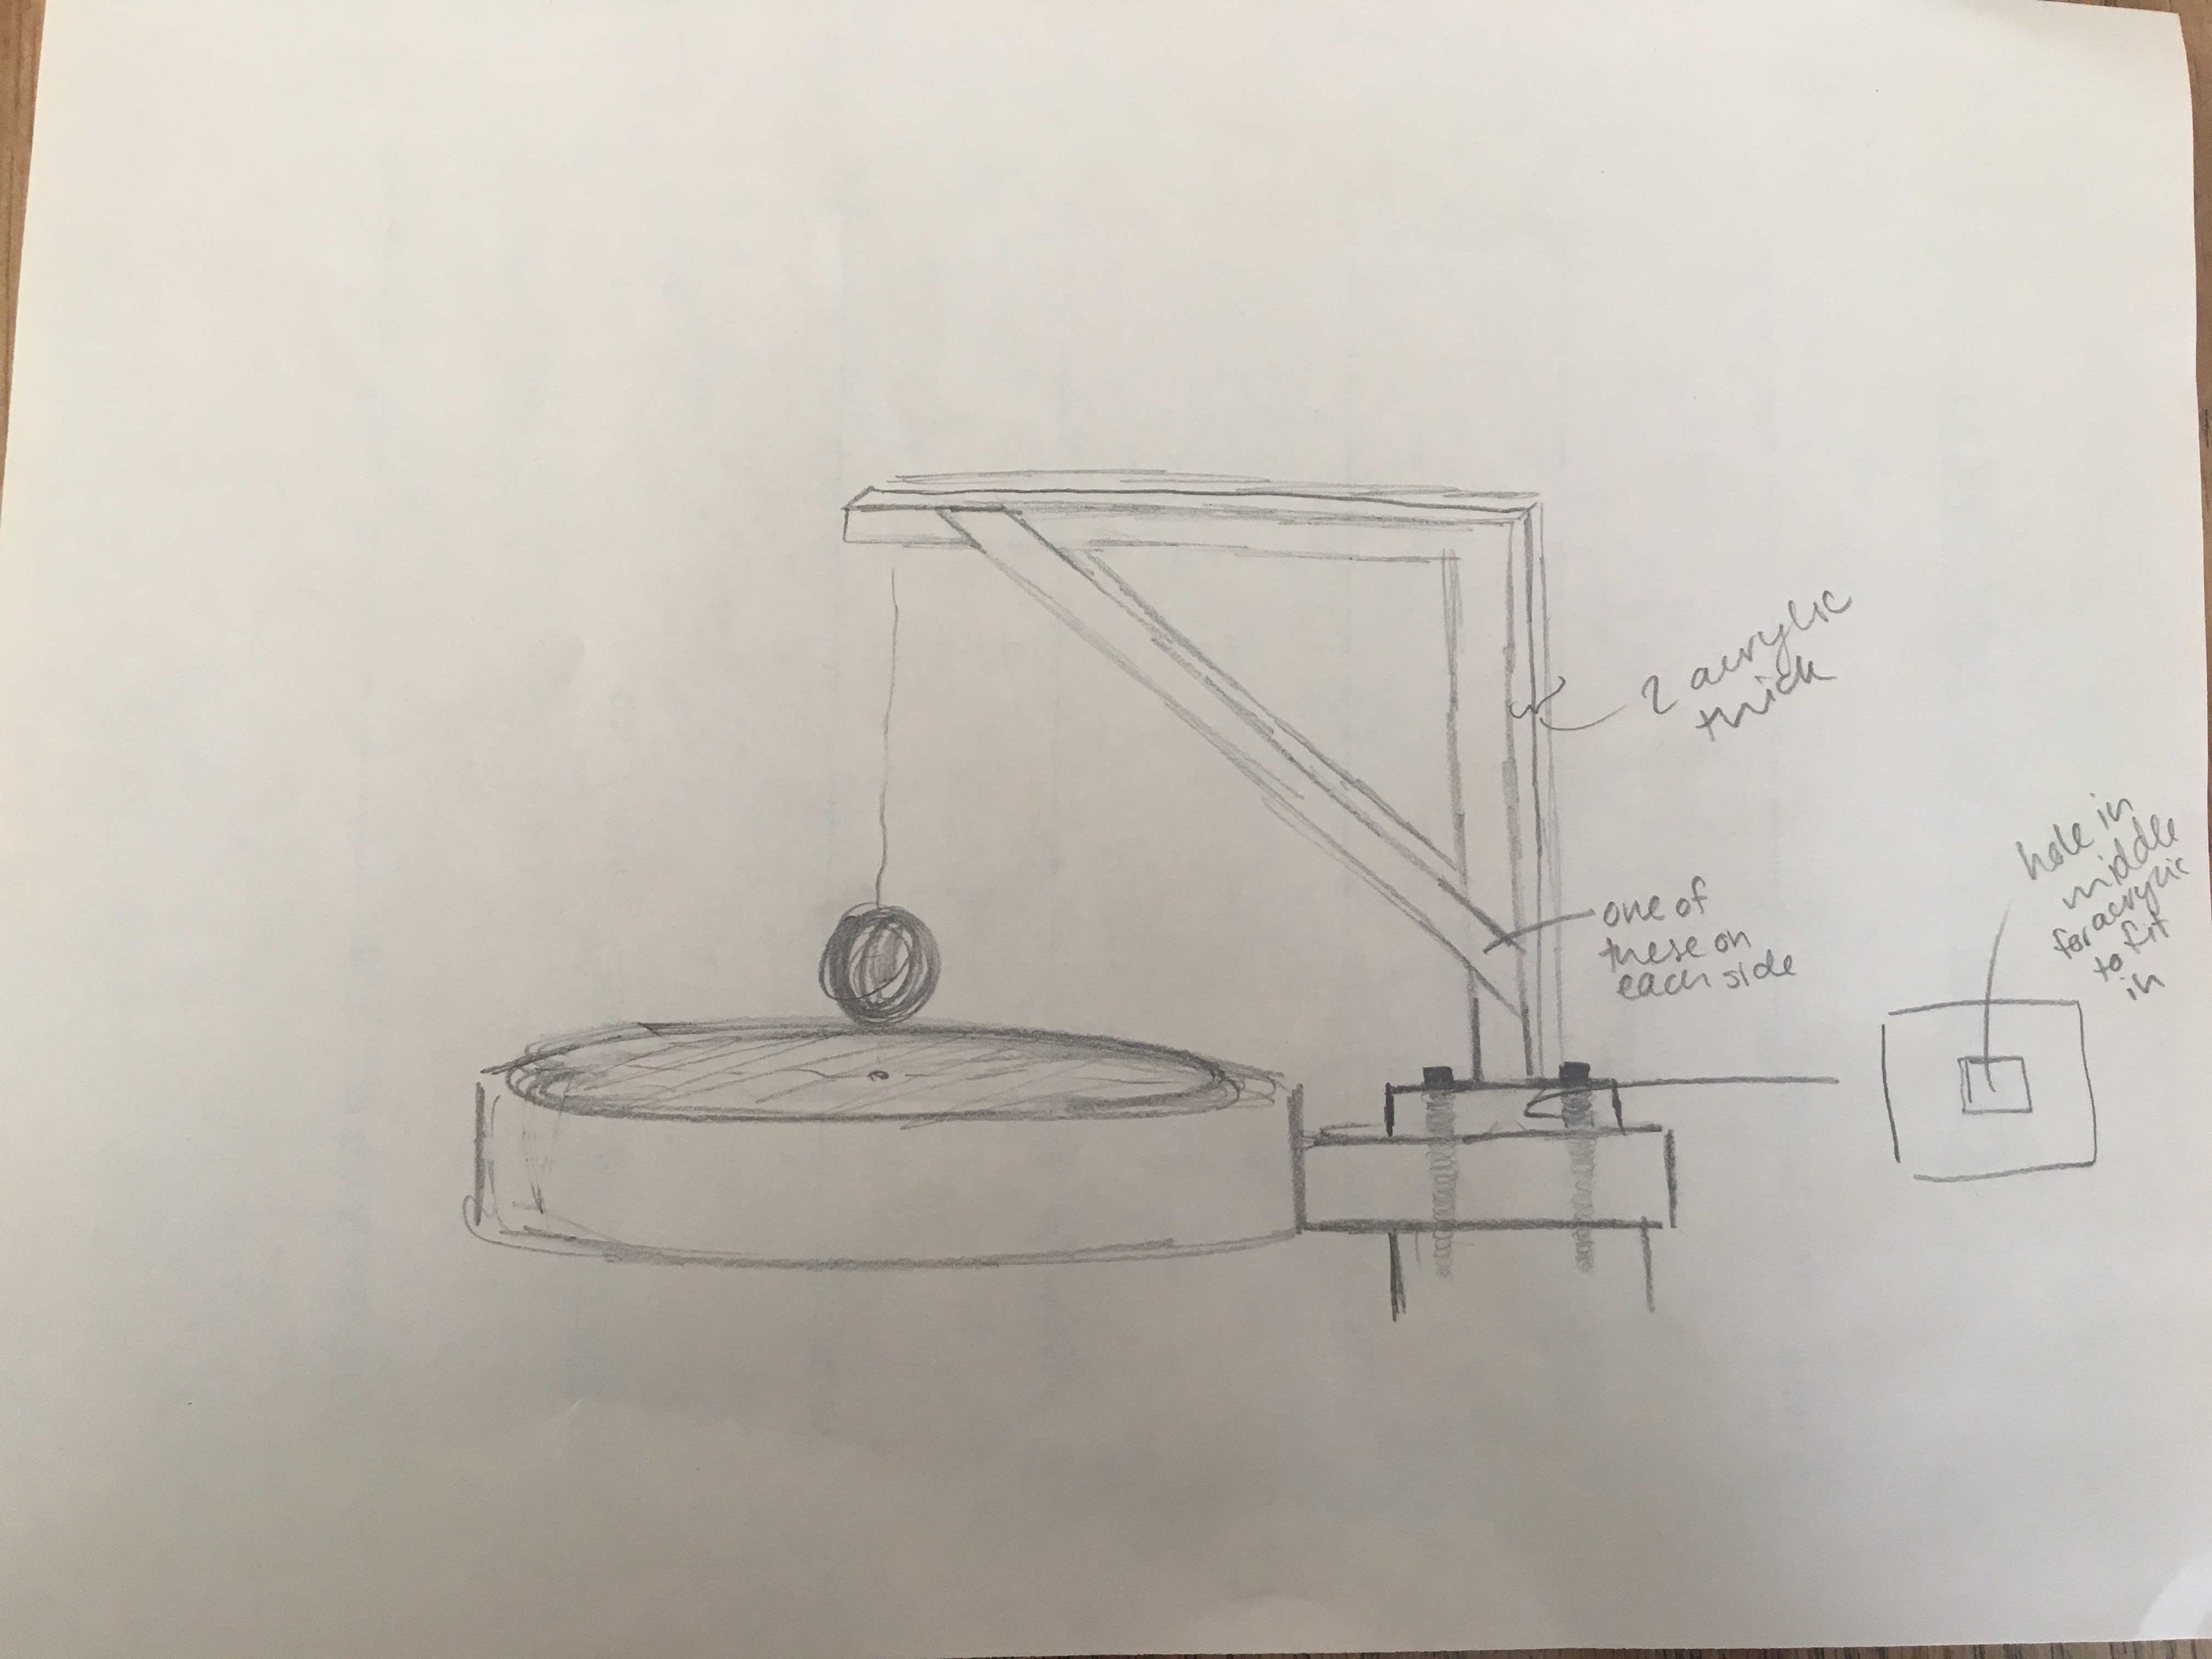 2 acrylic
thick
one of
these on
each side
hole in
middle
for acrylic
to fit
in